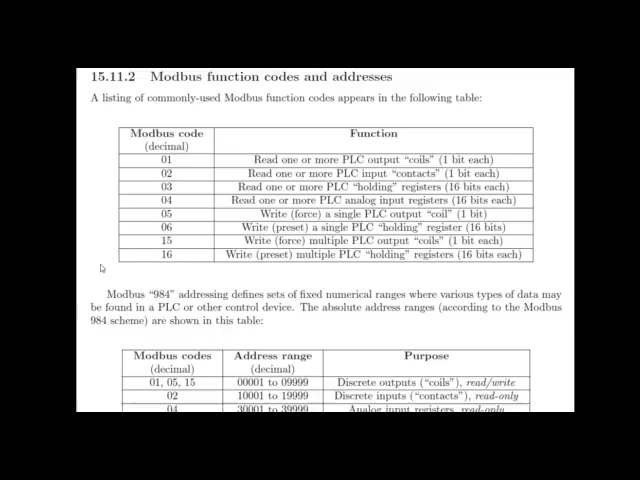 15.11.2 Modbus function codes and addresses
A listing of commonly-used Modbus function codes appears in the following table:
Modbus code Function
(decimal)
01 Read one or more PLC output “coils” (1 bit each)
02 Read one or more PLC input “contacts” (1 bit each)
03 Read one or more PLC “holding” registers (16 bits each)
04 Read one or more PLC analog input registers (16 bits each)
05 Write (force) a single PLC output “coil” (1 bit)
06 Write (preset) a single PLC “holding” register (16 bits)
15 Write (force) multiple PLC output “coils” (1 bit each)
16 Write (preset) multiple PLC “holding” registers (16 bits each)
Modbus “984” addressing defines sets of fixed numerical ranges where various types of data may
be found in a PLC or other control device. The absolute address ranges (according to the Modbus
984 scheme) are shown in this table:
Modbus codes Address range Purpose
(decimal) (decimal)
01, 05, 15 00001 to 09999 Discrete outputs (“coils”), read/write
02 10001 to 19999 Discrete inputs (“contacts”), read-only
04 30001 to 39999 Analog input registers, read-only